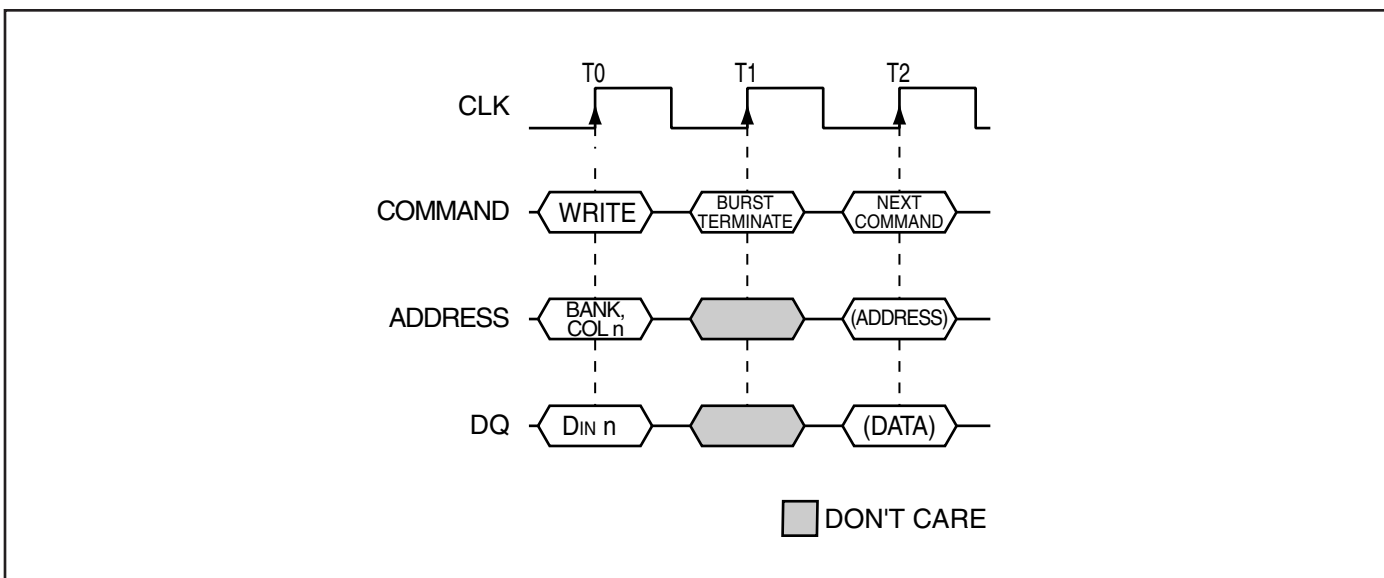 T0 T1 T2
CLK
COMMAND WRITE BURST TERMINATE NEXT COMMAND
ADDRESS BANK, COL n (ADDRESS)
DQ DIN n (DATA)
DON'T CARE